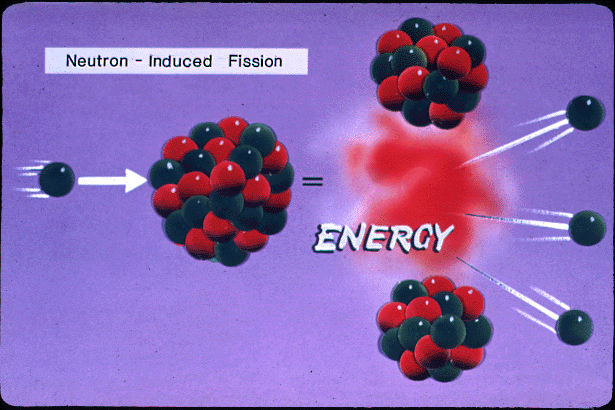 Neutron - Induced Fission
=
ENERGY